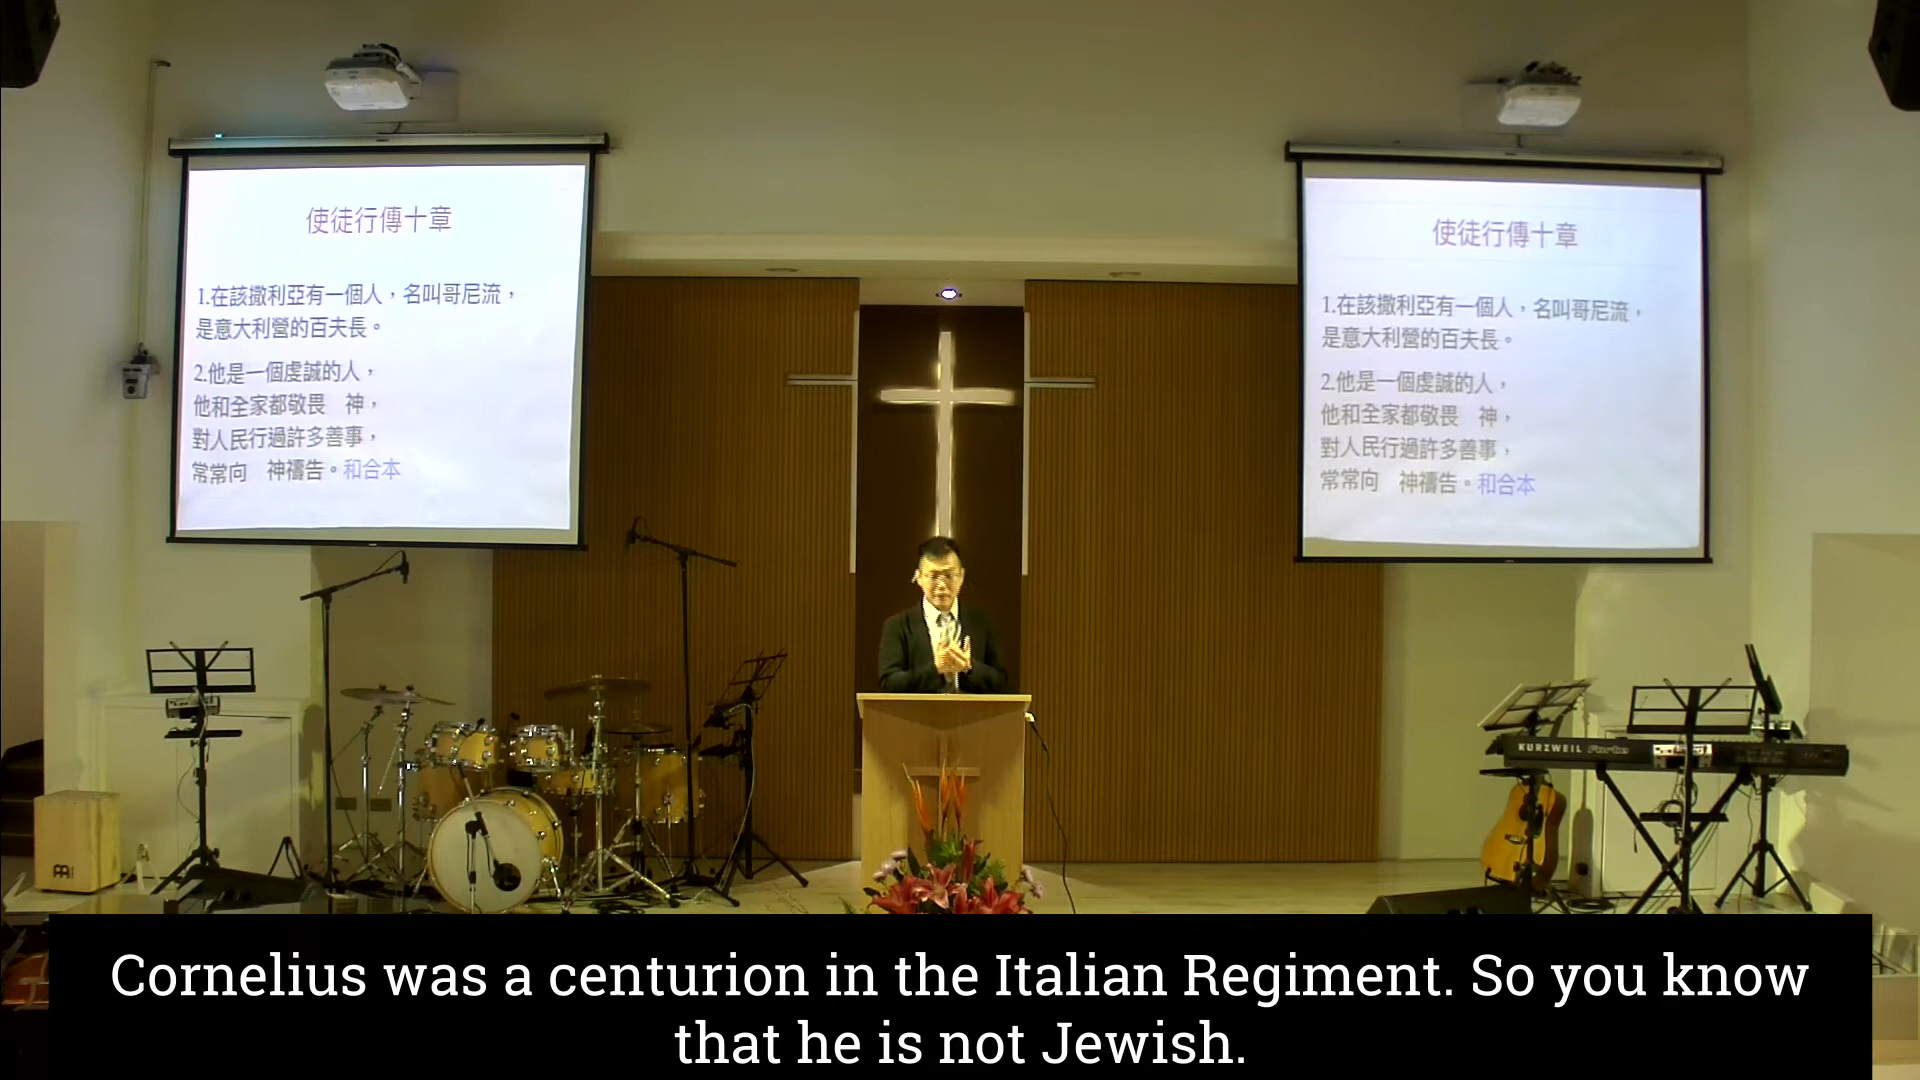 使徒行傳十章
1.在該撒利亞有一個人，名叫哥尼流，
是意大利營的百夫長。
2.他是一個虔誠的人，
他和全家都敬畏　神，
對人民行過許多善事，
常常向　神禱告。和合本
使徒行傳十章
1.在該撒利亞有一個人，名叫哥尼流，
是意大利營的百夫長。
2.他是一個虔誠的人，
他和全家都敬畏　神，
對人民行過許多善事，
常常向　神禱告。和合本
KURZWEIL Forte
Cornelius was a centurion in the Italian Regiment. So you know
that he is not Jewish.